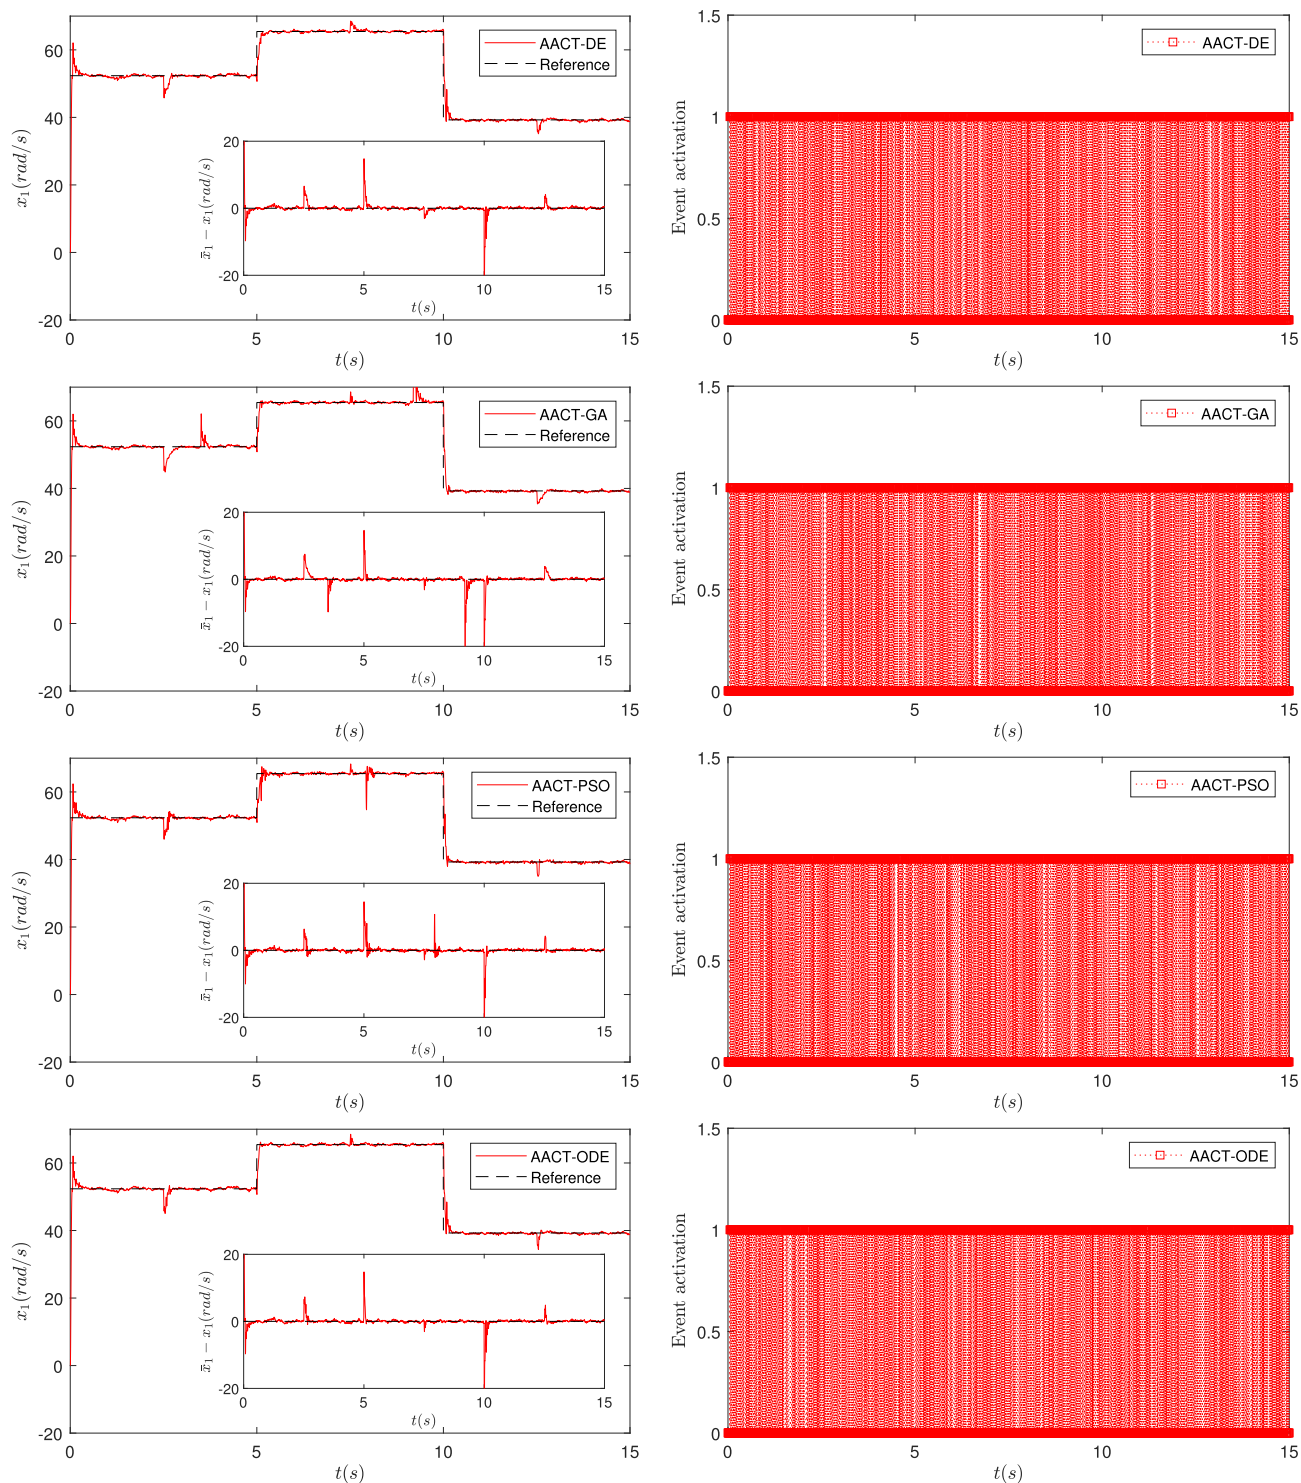 60
40
20
0
-20
0
5
10
15
x₁(rad/s)
t(s)
AACT-DE
Reference
20
0
-20
0
5
10
15
x̄₁ − x₁(rad/s)
t(s)
1.5
1
0.5
0
0
5
10
15
Event activation
t(s)
AACT-DE
60
40
20
0
-20
0
5
10
15
x₁(rad/s)
t(s)
AACT-GA
Reference
20
0
-20
0
5
10
15
x̄₁ − x₁(rad/s)
t(s)
1.5
1
0.5
0
0
5
10
15
Event activation
t(s)
AACT-GA
60
40
20
0
-20
0
5
10
15
x₁(rad/s)
t(s)
AACT-PSO
Reference
20
0
-20
0
5
10
15
x̄₁ − x₁(rad/s)
t(s)
1.5
1
0.5
0
0
5
10
15
Event activation
t(s)
AACT-PSO
60
40
20
0
-20
0
5
10
15
x₁(rad/s)
t(s)
AACT-ODE
Reference
20
0
-20
0
5
10
15
x̄₁ − x₁(rad/s)
t(s)
1.5
1
0.5
0
0
5
10
15
Event activation
t(s)
AACT-ODE